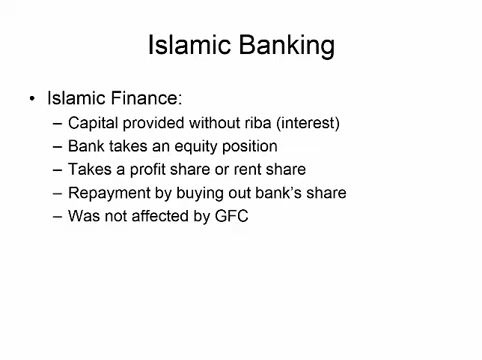 Islamic Banking
• Islamic Finance:
– Capital provided without riba (interest)
– Bank takes an equity position
– Takes a profit share or rent share
– Repayment by buying out bank's share
– Was not affected by GFC